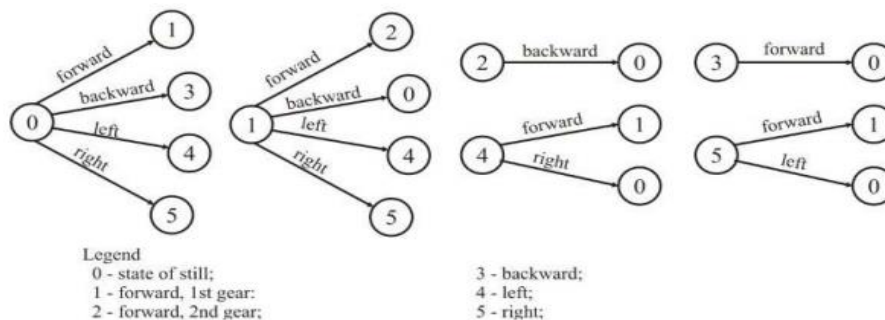 0
forward
1
backward
3
left
4
right
5
1
forward
2
backward
0
left
4
right
5
2
backward
0
3
forward
0
4
forward
1
right
0
5
forward
1
left
0
Legend
0 - state of still;
1 - forward, 1st gear:
2 - forward, 2nd gear;
3 - backward;
4 - left;
5 - right;